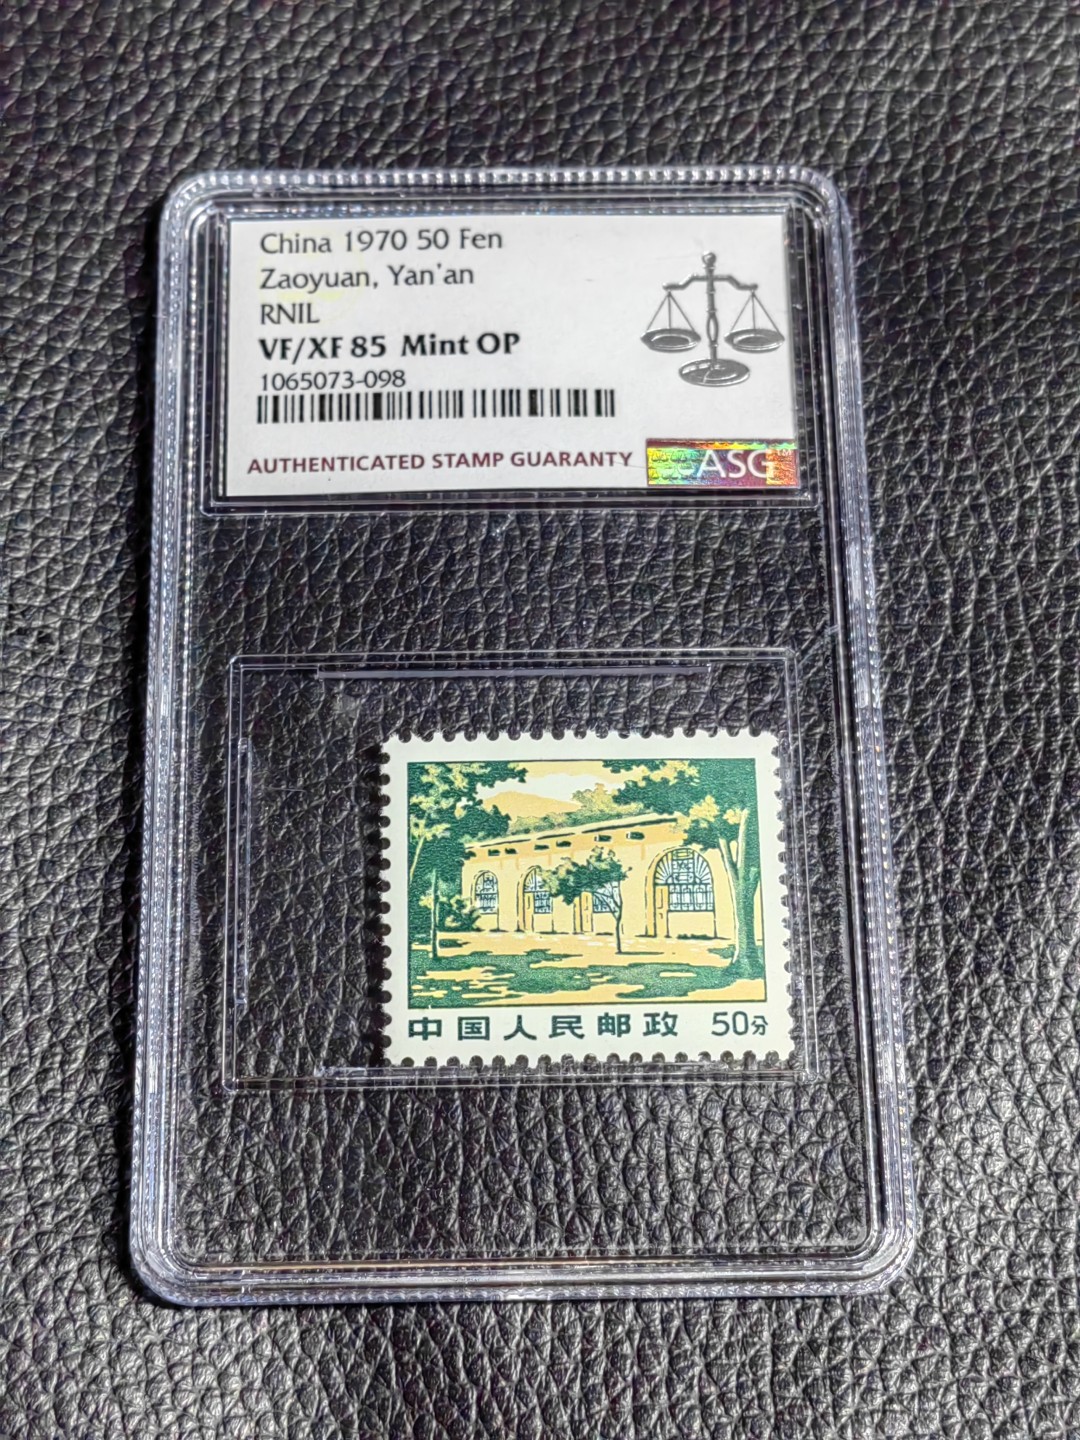 China 1970 50 Fen
Zaoyuan, Yan'an
RNIL
VF/XF 85 Mint OP
1065073-098
AUTHENTICATED STAMP GUARANTY ASG™
中国人民邮政 50分